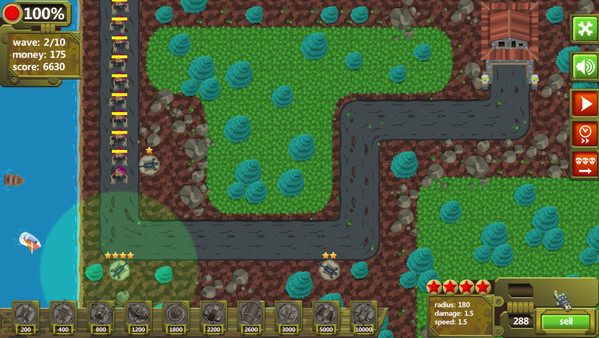 100%
wave: 2/10
money: 175
score: 6630
radius: 180
damage: 1.5
speed: 1.5
288
sell
200
400
800
1200
1800
2200
2600
3000
5000
10000